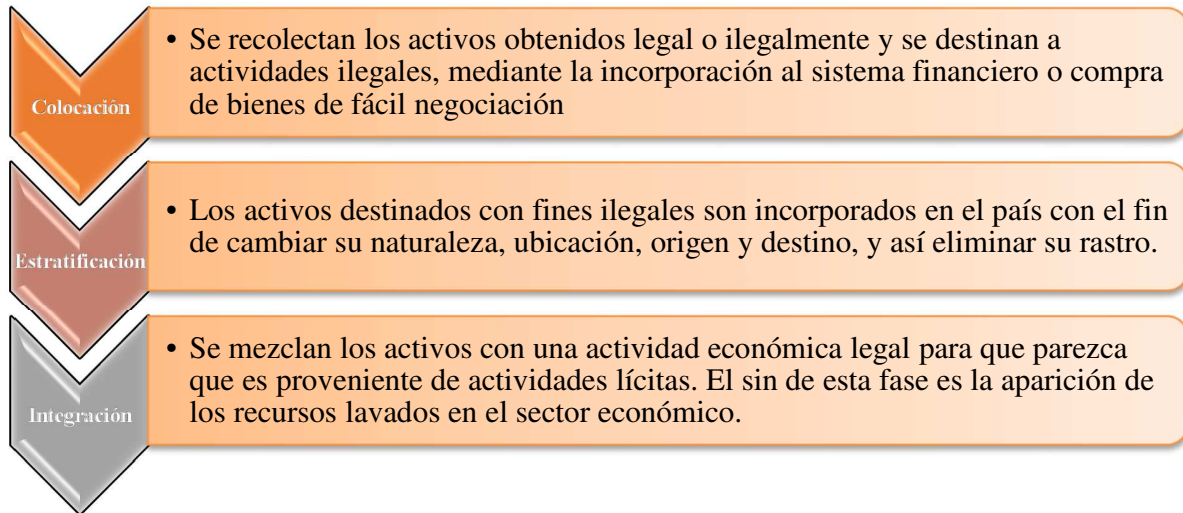 Colocación
• Se recolectan los activos obtenidos legal o ilegalmente y se destinan a
actividades ilegales, mediante la incorporación al sistema financiero o compra
de bienes de fácil negociación
Estratificación
• Los activos destinados con fines ilegales son incorporados en el país con el fin
de cambiar su naturaleza, ubicación, origen y destino, y así eliminar su rastro.
Integración
• Se mezclan los activos con una actividad económica legal para que parezca
que es proveniente de actividades lícitas. El sin de esta fase es la aparición de
los recursos lavados en el sector económico.